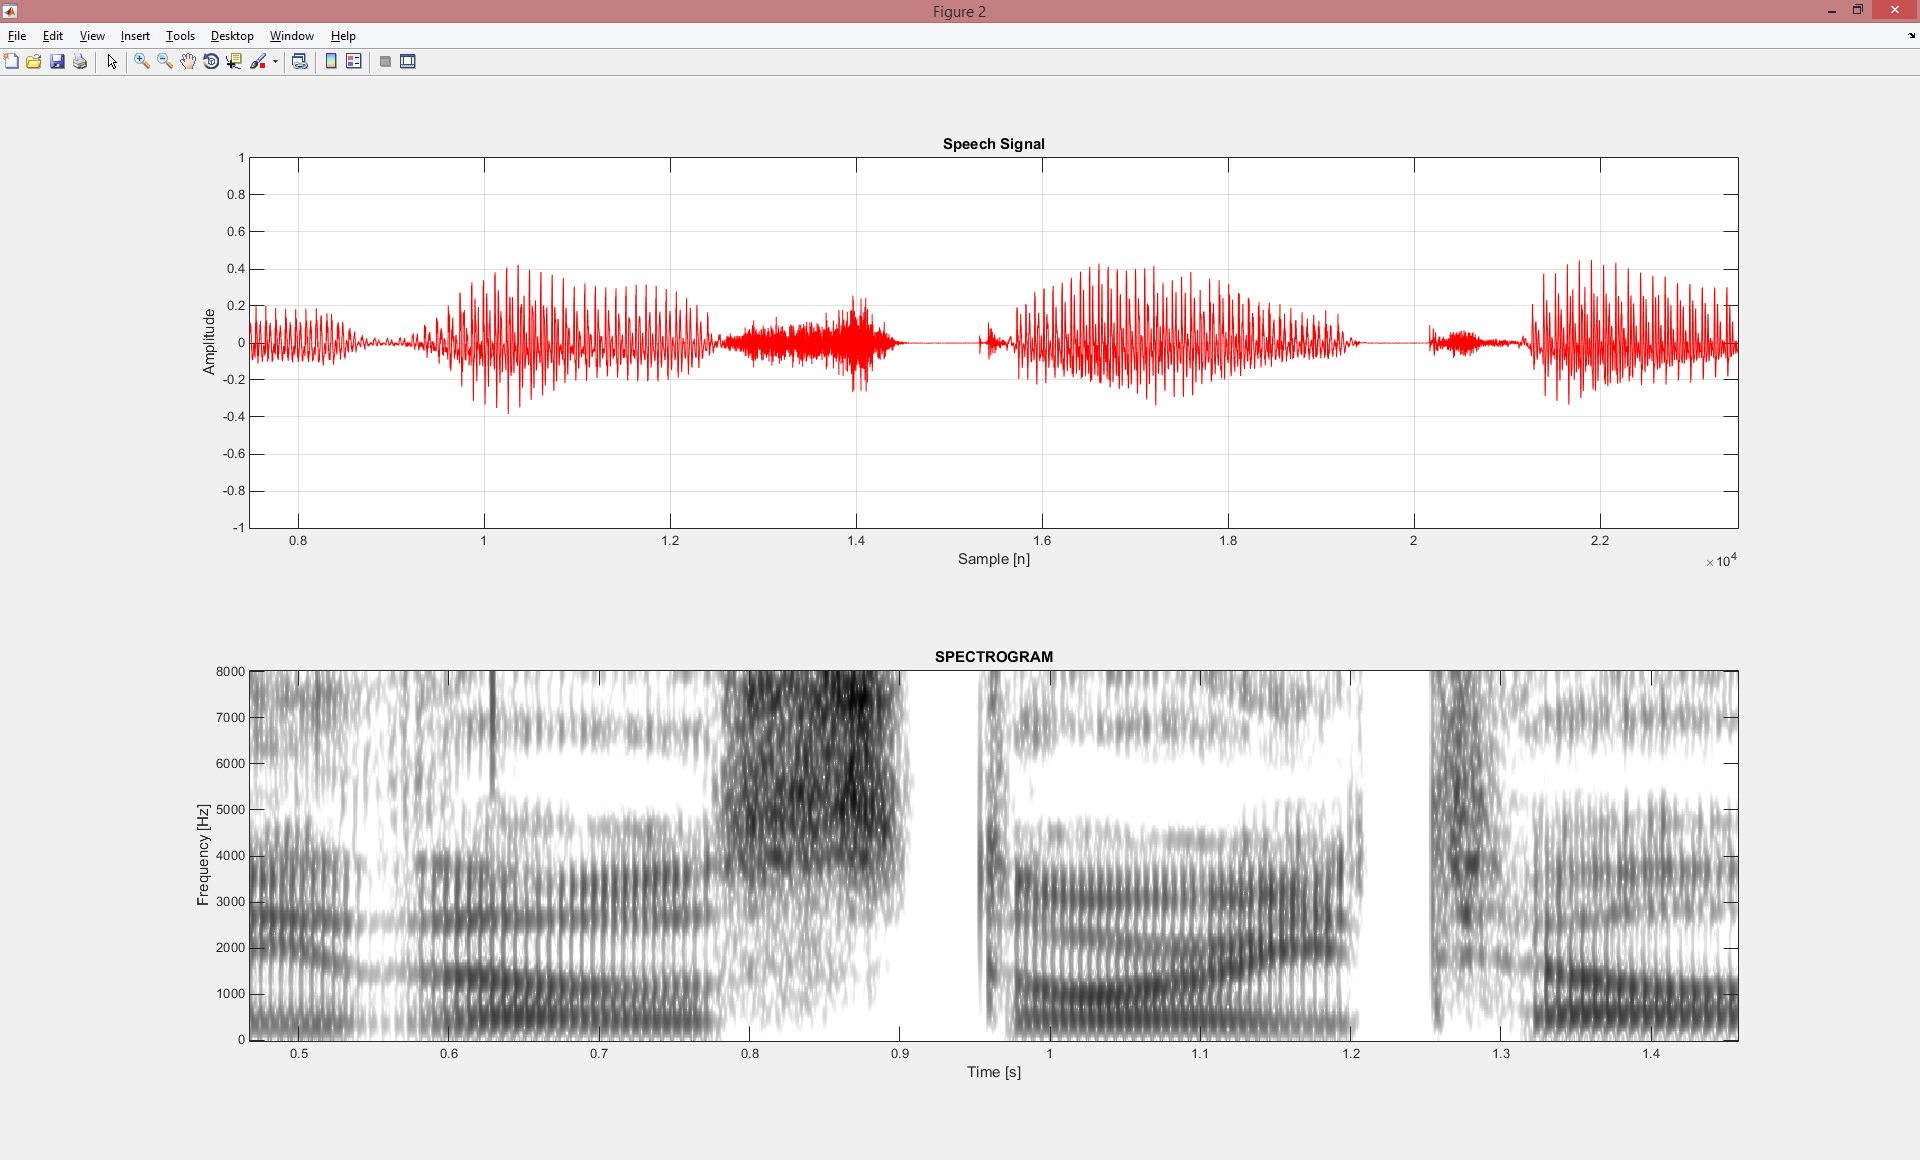 Figure 2
File Edit View Insert Tools Desktop Window Help
Speech Signal
1
0.8
0.6
0.4
0.2
0
-0.2
-0.4
-0.6
-0.8
-1
Amplitude
0.8 1 1.2 1.4 1.6 1.8 2 2.2
Sample [n]
×10^4
SPECTROGRAM
8000
7000
6000
5000
4000
3000
2000
1000
0
Frequency [Hz]
0.5 0.6 0.7 0.8 0.9 1 1.1 1.2 1.3 1.4
Time [s]